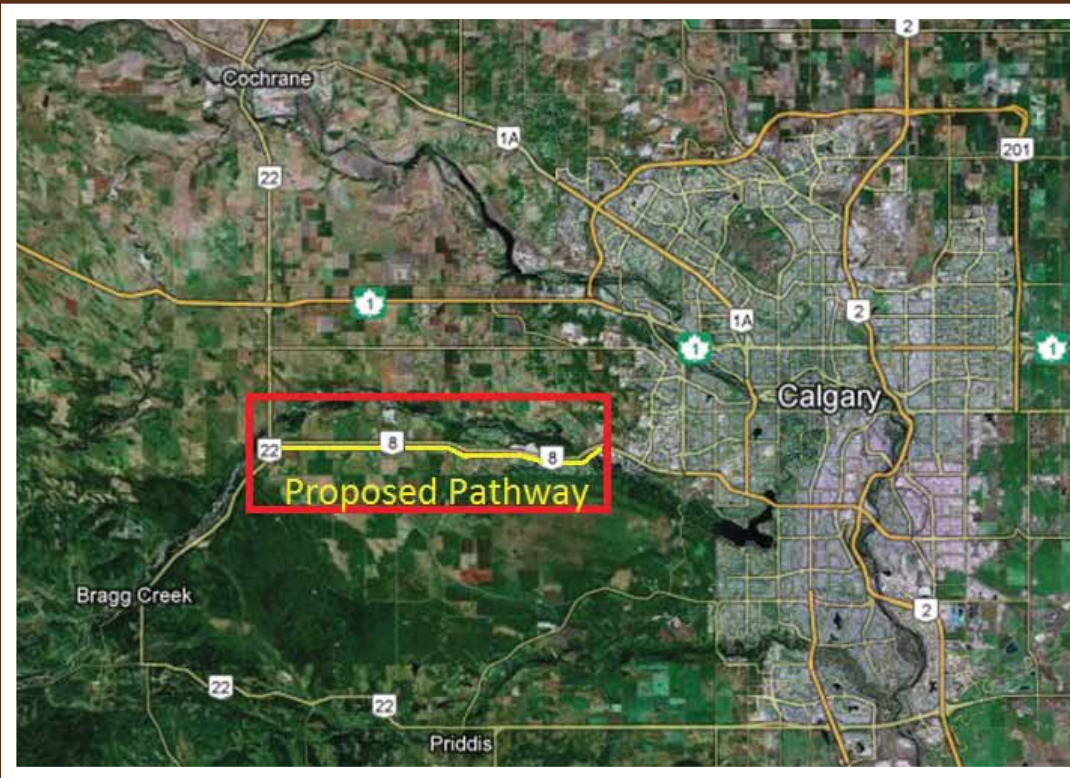 2
Cochrane
1A
201
22
1
2
1A
1
1
Calgary
22
8
8
Proposed Pathway
Bragg Creek
2
22
22
Priddis